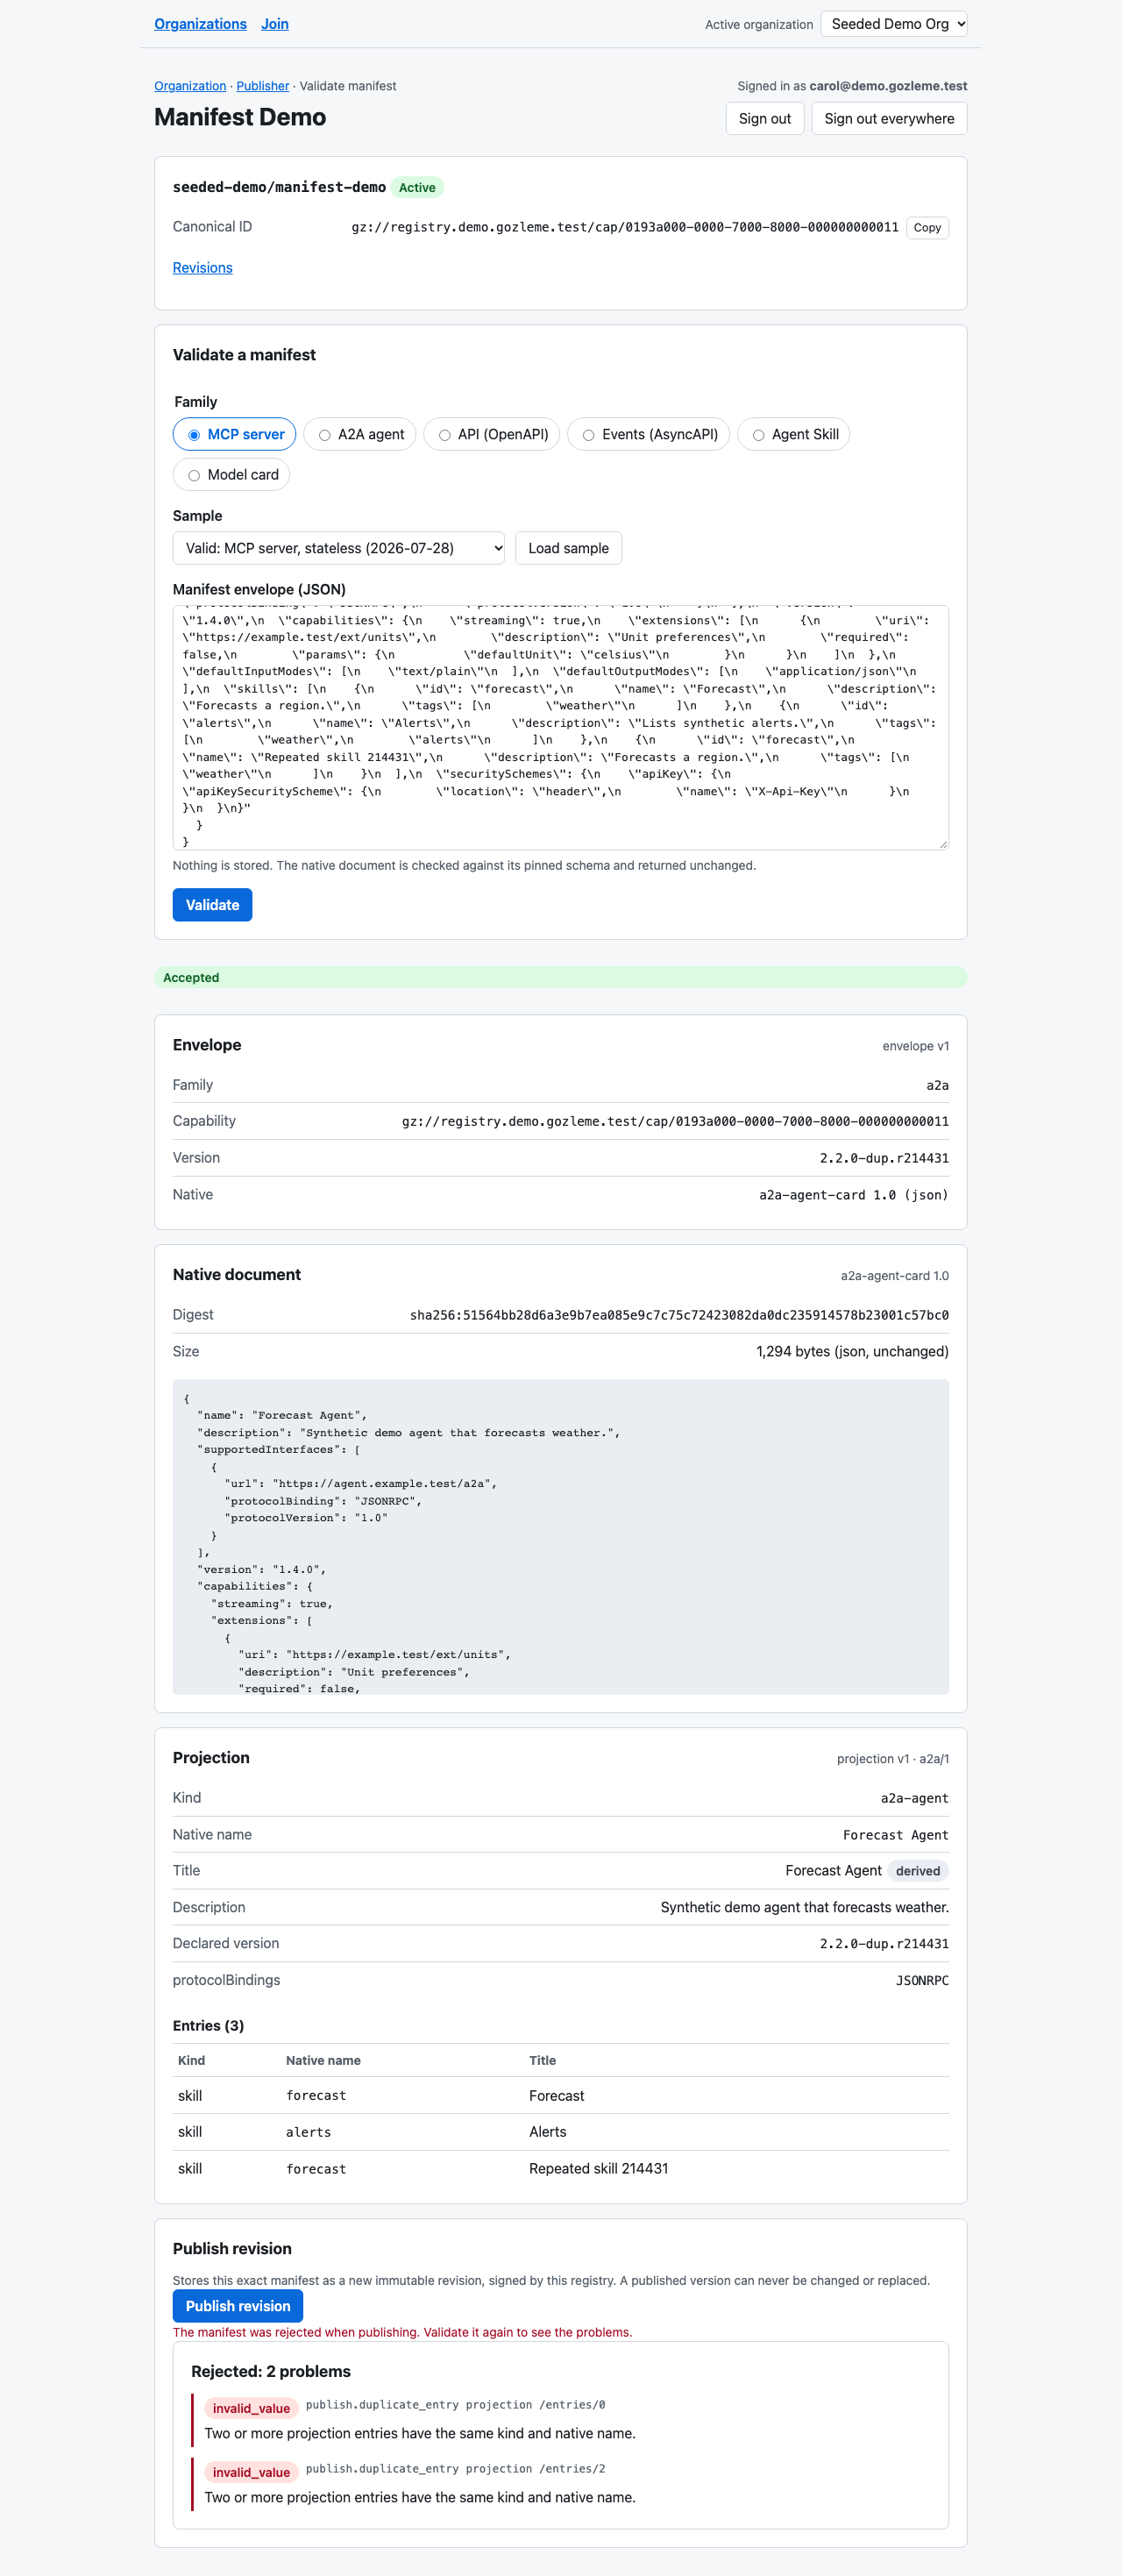 Organizations Join Active organization Seeded Demo Org
Organization · Publisher · Validate manifest Signed in as carol@demo.gozleme.test
Manifest Demo Sign out Sign out everywhere
seeded-demo/manifest-demo Active
Canonical ID gz://registry.demo.gozleme.test/cap/0193a000-0000-7000-8000-000000000011 Copy
Revisions
Validate a manifest
Family
MCP server A2A agent API (OpenAPI) Events (AsyncAPI) Agent Skill
Model card
Sample
Valid: MCP server, stateless (2026-07-28) Load sample
Manifest envelope (JSON)
\"1.4.0\",\n  \"capabilities\": {\n    \"streaming\": true,\n    \"extensions\": [\n      {\n        \"uri\":
\"https://example.test/ext/units\",\n        \"description\": \"Unit preferences\",\n        \"required\":
false,\n        \"params\": {\n          \"defaultUnit\": \"celsius\"\n        }\n      }\n    ]\n  },\n
\"defaultInputModes\": [\n    \"text/plain\"\n  ],\n  \"defaultOutputModes\": [\n    \"application/json\"\n
],\n  \"skills\": [\n    {\n      \"id\": \"forecast\",\n      \"name\": \"Forecast\",\n      \"description\":
\"Forecasts a region.\",\n      \"tags\": [\n        \"weather\"\n      ]\n    },\n    {\n      \"id\":
\"alerts\",\n      \"name\": \"Alerts\",\n      \"description\": \"Lists synthetic alerts.\",\n      \"tags\":
[\n        \"weather\",\n        \"alerts\"\n      ]\n    },\n    {\n      \"id\": \"forecast\",\n
\"name\": \"Repeated skill 214431\",\n      \"description\": \"Forecasts a region.\",\n      \"tags\": [\n
\"weather\"\n      ]\n    }\n  ],\n  \"securitySchemes\": {\n    \"apiKey\": {\n
\"apiKeySecurityScheme\": {\n        \"location\": \"header\",\n        \"name\": \"X-Api-Key\"\n      }\n
}\n  }\n}"
}
}
Nothing is stored. The native document is checked against its pinned schema and returned unchanged.
Validate
Accepted
Envelope envelope v1
Family a2a
Capability gz://registry.demo.gozleme.test/cap/0193a000-0000-7000-8000-000000000011
Version 2.2.0-dup.r214431
Native a2a-agent-card 1.0 (json)
Native document a2a-agent-card 1.0
Digest sha256:51564bb28d6a3e9b7ea085e9c7c75c72423082da0dc235914578b23001c57bc0
Size 1,294 bytes (json, unchanged)
{
"name": "Forecast Agent",
"description": "Synthetic demo agent that forecasts weather.",
"supportedInterfaces": [
{
"url": "https://agent.example.test/a2a",
"protocolBinding": "JSONRPC",
"protocolVersion": "1.0"
}
],
"version": "1.4.0",
"capabilities": {
"streaming": true,
"extensions": [
{
"uri": "https://example.test/ext/units",
"description": "Unit preferences",
"required": false,
Projection projection v1 · a2a/1
Kind a2a-agent
Native name Forecast Agent
Title Forecast Agent derived
Description Synthetic demo agent that forecasts weather.
Declared version 2.2.0-dup.r214431
protocolBindings JSONRPC
Entries (3)
Kind Native name Title
skill forecast Forecast
skill alerts Alerts
skill forecast Repeated skill 214431
Publish revision
Stores this exact manifest as a new immutable revision, signed by this registry. A published version can never be changed or replaced.
Publish revision
The manifest was rejected when publishing. Validate it again to see the problems.
Rejected: 2 problems
invalid_value publish.duplicate_entry projection /entries/0
Two or more projection entries have the same kind and native name.
invalid_value publish.duplicate_entry projection /entries/2
Two or more projection entries have the same kind and native name.